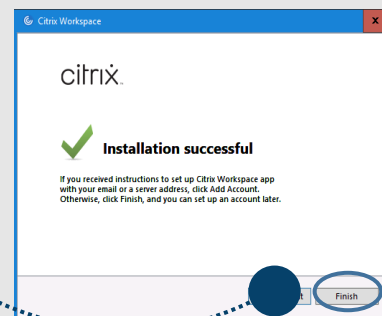 Citrix Workspace
x
citrix
Installation successful
If you received instructions to set up Citrix Workspace app
with your email or a server address, click Add Account.
Otherwise, click Finish, and you can set up an account later.
Finish